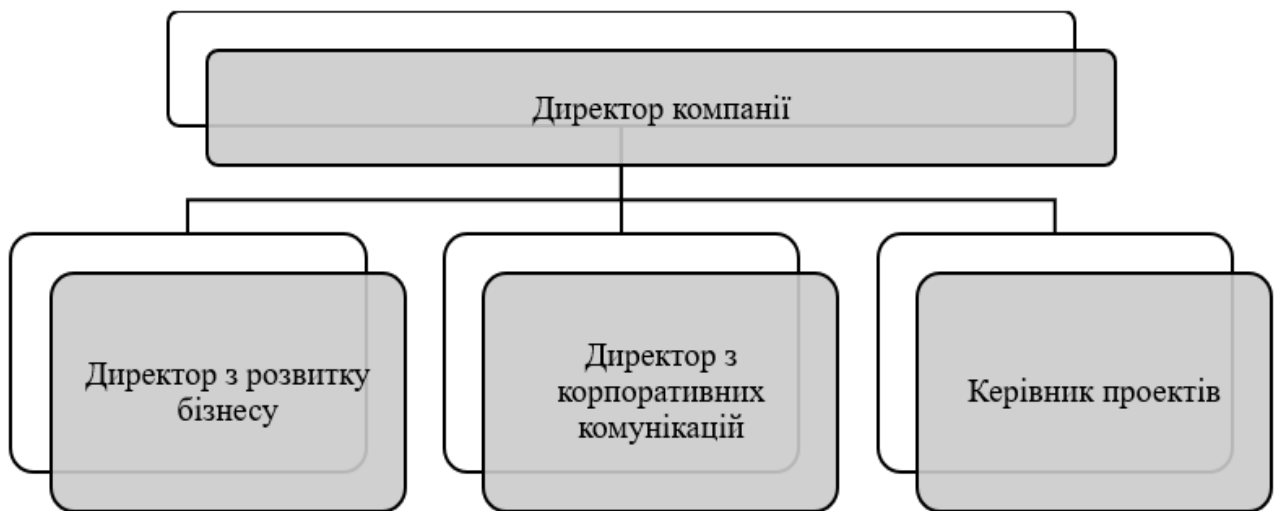 Директор компанії
Директор з розвитку
бізнесу
Директор з
корпоративних
комунікацій
Керівник проектів